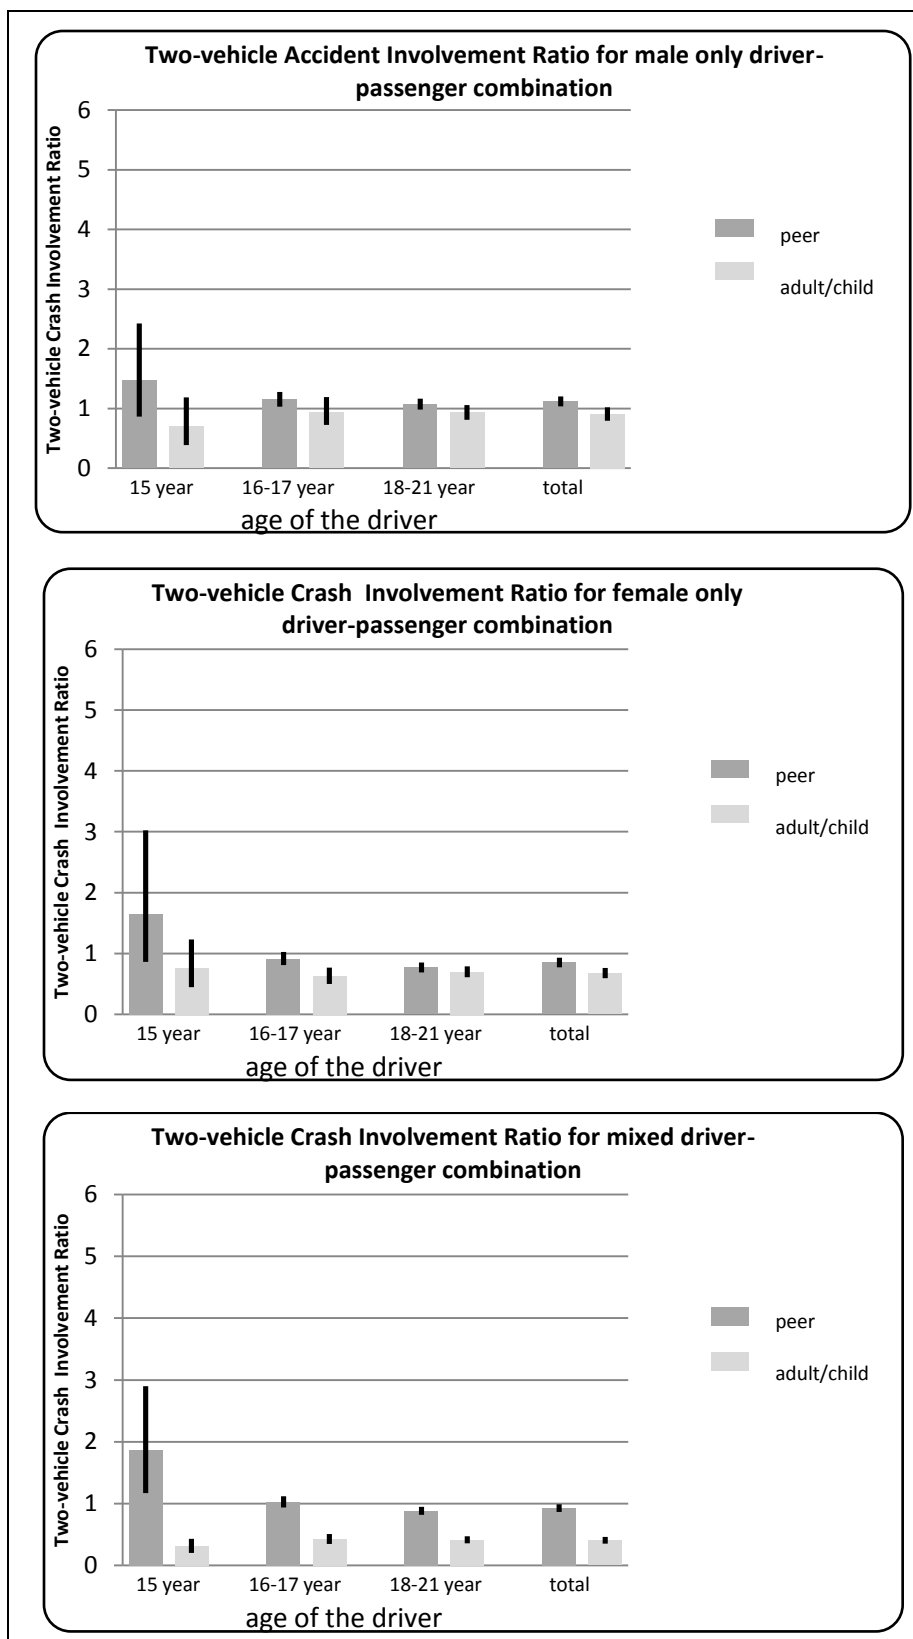 Two-vehicle Accident Involvement Ratio for male only driver-
passenger combination
Two-vehicle Crash Involvement Ratio
6
5
4
3
2
1
0
peer
adult/child
15 year
16-17 year
18-21 year
total
age of the driver
Two-vehicle Crash Involvement Ratio for female only
driver-passenger combination
Two-vehicle Crash Involvement Ratio
6
5
4
3
2
1
0
peer
adult/child
15 year
16-17 year
18-21 year
total
age of the driver
Two-vehicle Crash Involvement Ratio for mixed driver-
passenger combination
Two-vehicle Crash Involvement Ratio
6
5
4
3
2
1
0
peer
adult/child
15 year
16-17 year
18-21 year
total
age of the driver